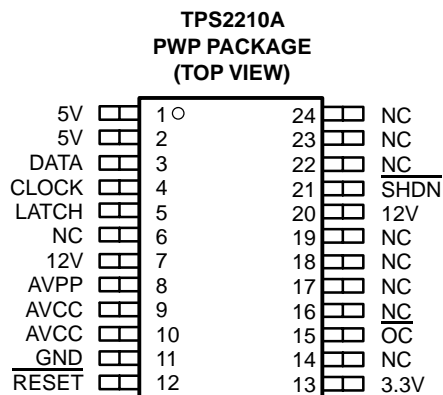 TPS2210A
PWP PACKAGE
(TOP VIEW)
5V 1 24 NC
5V 2 23 NC
DATA 3 22 NC
CLOCK 4 21 SHDN
LATCH 5 20 12V
NC 6 19 NC
12V 7 18 NC
AVPP 8 17 NC
AVCC 9 16 NC
AVCC 10 15 OC
GND 11 14 NC
RESET 12 13 3.3V